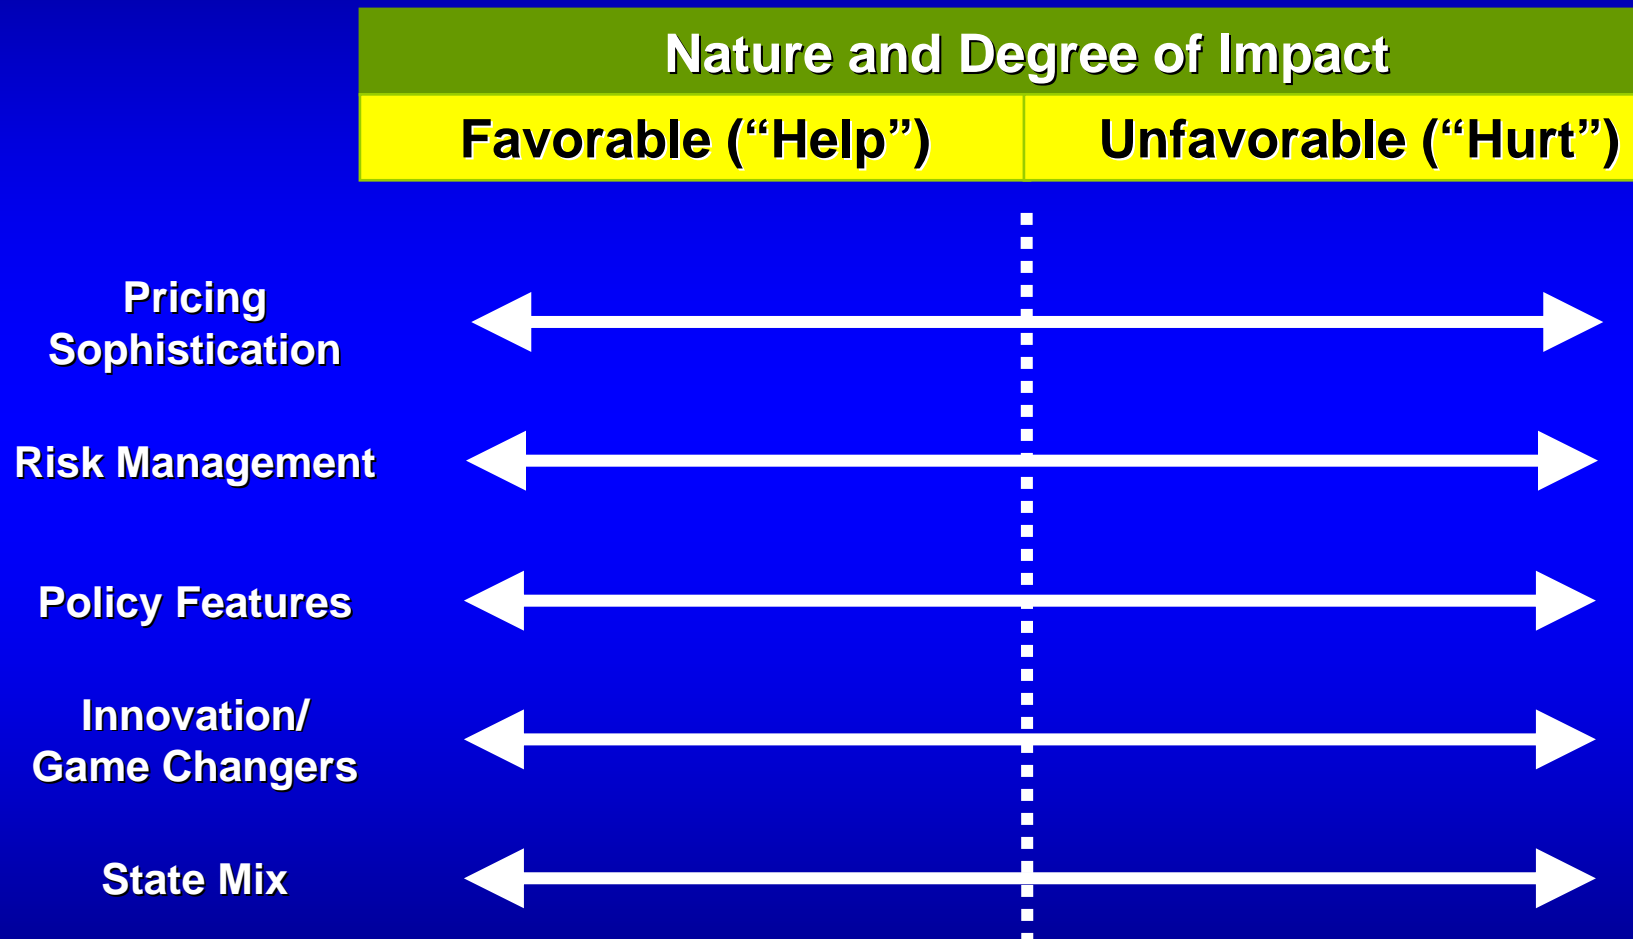 Nature and Degree of Impact
Favorable (“Help”)
Unfavorable (“Hurt”)
Pricing
Sophistication
Risk Management
Policy Features
Innovation/
Game Changers
State Mix